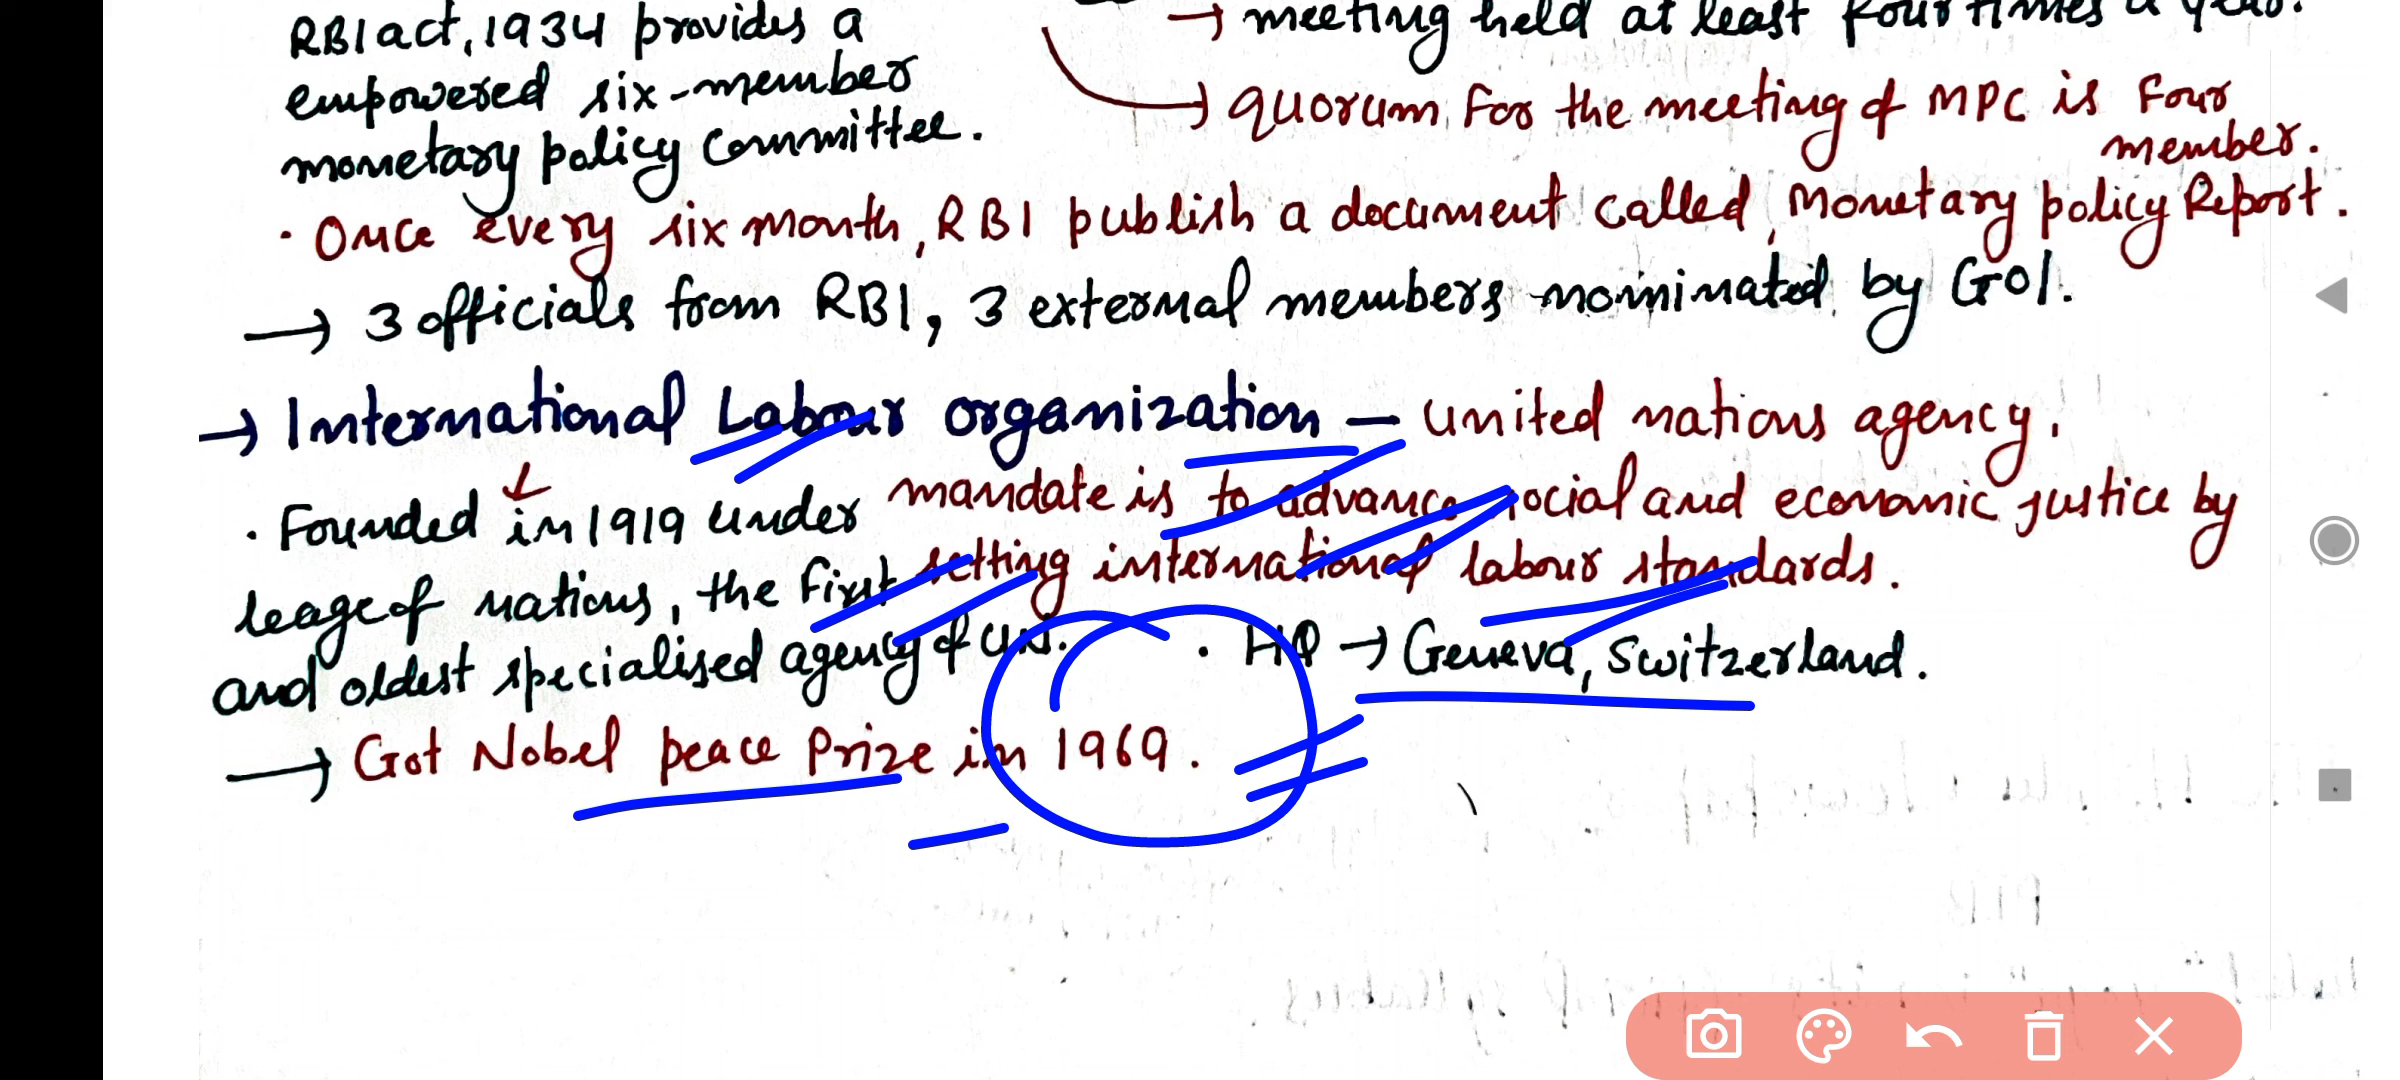 RBI act, 1934 provides a
→ meeting held at least four times a year.
empowered six-member
→ quorum for the meeting of MPC is four
member.
monetary policy committee.
• Once every six month, RBI publish a document called, Monetary policy Report.
→ 3 officials from RBI, 3 external members nominated by GOI.
→ International Labour organization – united nations agency.
• Founded in 1919 under
mandate is to advance social and economic justice by
leage of nations, the first
setting international labour standards.
and oldest specialised agency of U.N.
• HQ → Geneva, Switzerland.
→ Got Nobel peace Prize in 1969.